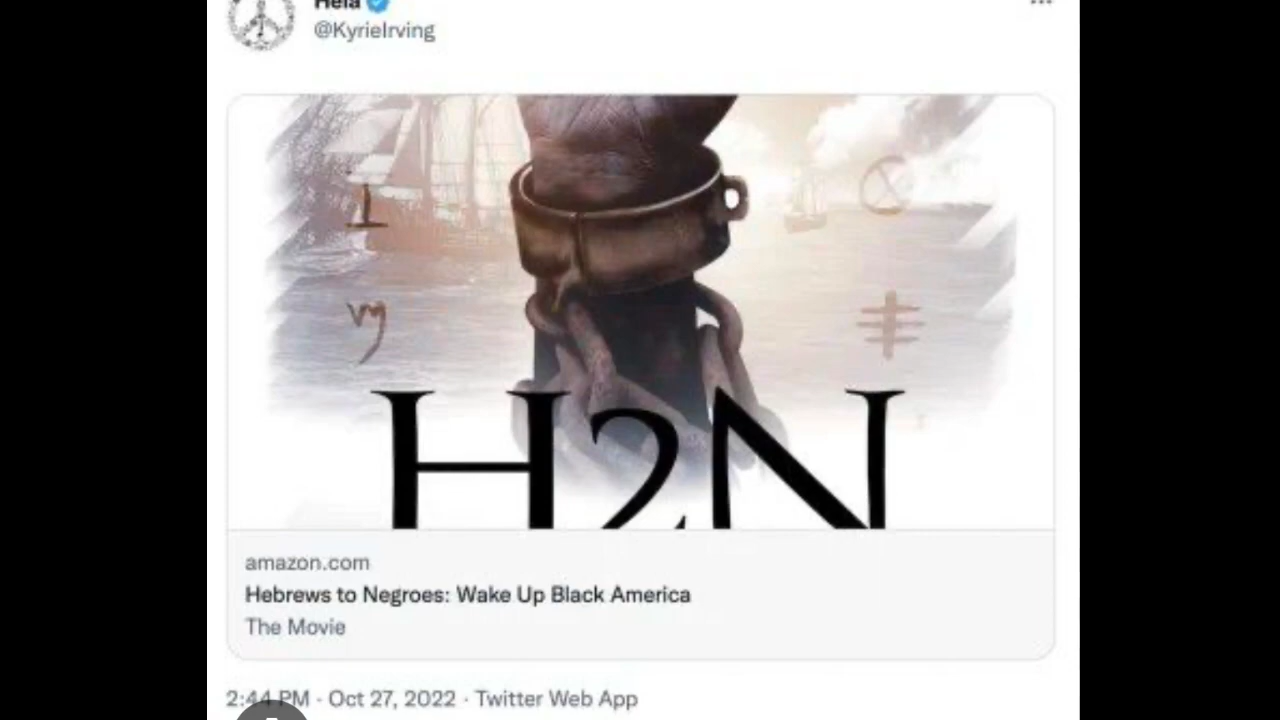 Hela
@KyrieIrving
H2N
amazon.com
Hebrews to Negroes: Wake Up Black America
The Movie
2:44 PM · Oct 27, 2022 · Twitter Web App